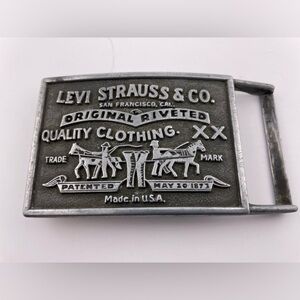 LEVI STRAUSS & CO.
SAN FRANCISCO, CAL.
ORIGINAL RIVETED
QUALITY CLOTHING. XX
TRADE MARK
PATENTED MAY 20 1873
Made in U.S.A.